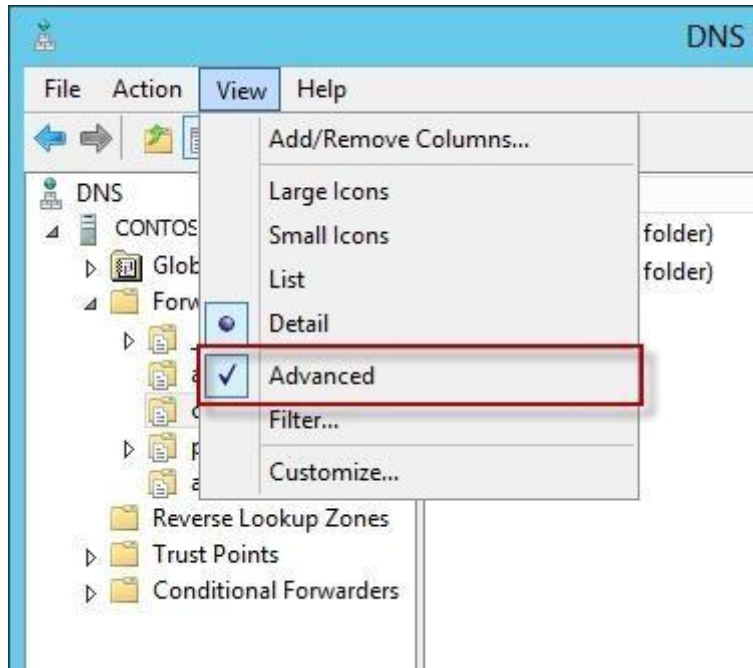 DNS
File Action View Help
Add/Remove Columns...
Large Icons
Small Icons
List
Detail
Advanced
Filter...
Customize...
DNS
CONTOS
Glob
Forw
folder)
folder)
Reverse Lookup Zones
Trust Points
Conditional Forwarders